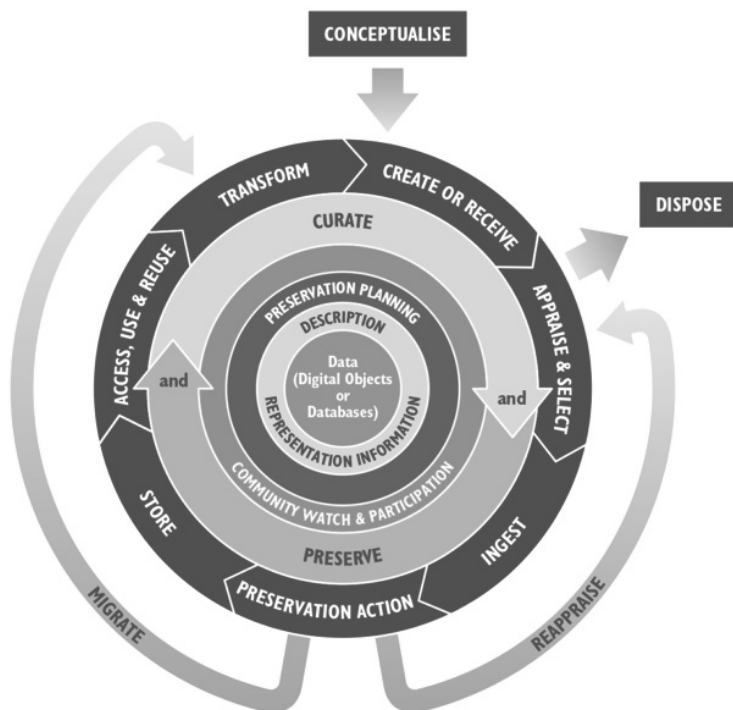 CONCEPTUALISE
TRANSFORM
CREATE OR RECEIVE
DISPOSE
CURATE
ACCESS, USE & REUSE
APPRAISE & SELECT
PRESERVATION PLANNING
DESCRIPTION
Data
(Digital Objects
or
Databases)
and
and
REPRESENTATION INFORMATION
COMMUNITY WATCH & PARTICIPATION
STORE
INGEST
PRESERVE
PRESERVATION ACTION
MIGRATE
REAPPRAISE